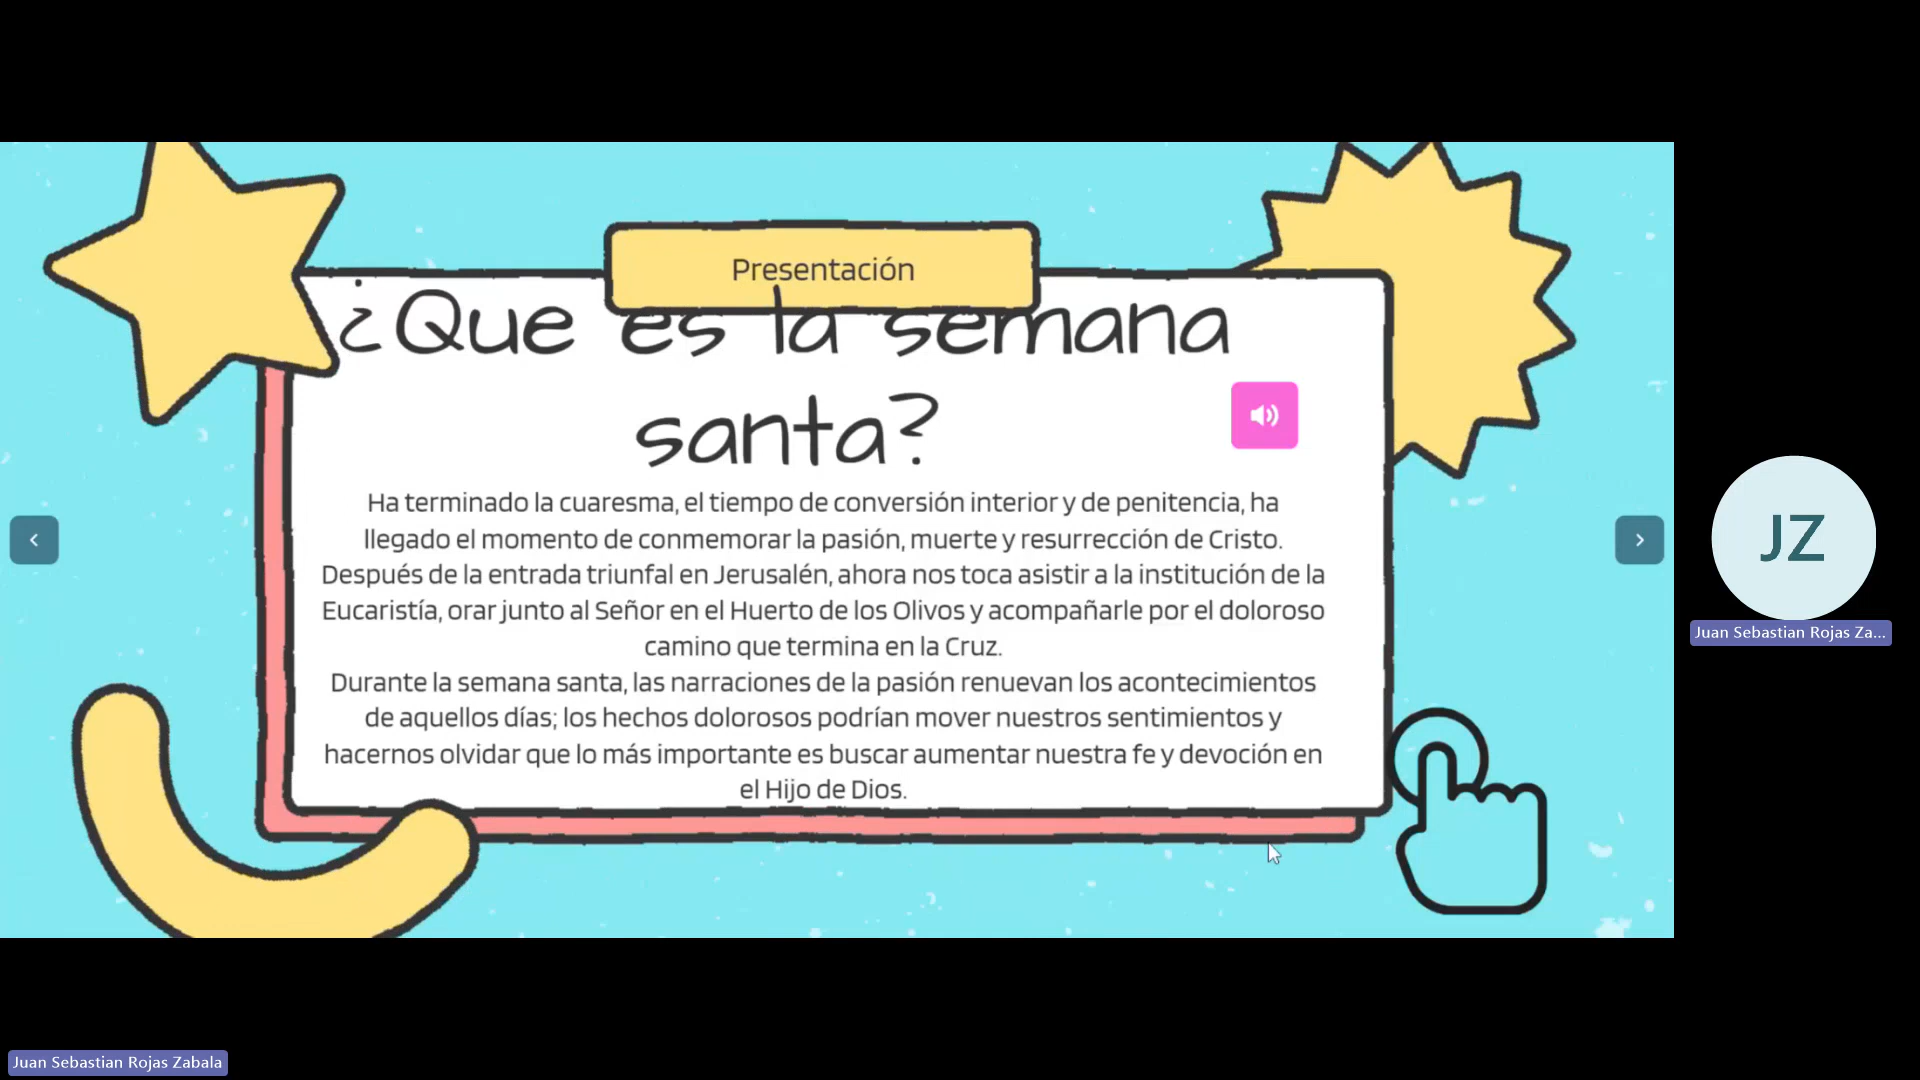 Presentación
¿Que es la semana
santa?
Ha terminado la cuaresma, el tiempo de conversión interior y de penitencia, ha
llegado el momento de conmemorar la pasión, muerte y resurrección de Cristo.
Después de la entrada triunfal en Jerusalén, ahora nos toca asistir a la institución de la
Eucaristía, orar junto al Señor en el Huerto de los Olivos y acompañarle por el doloroso
camino que termina en la Cruz.
Durante la semana santa, las narraciones de la pasión renuevan los acontecimientos
de aquellos días; los hechos dolorosos podrían mover nuestros sentimientos y
hacernos olvidar que lo más importante es buscar aumentar nuestra fe y devoción en
el Hijo de Dios.
JZ
Juan Sebastian Rojas Za...
Juan Sebastian Rojas Zabala